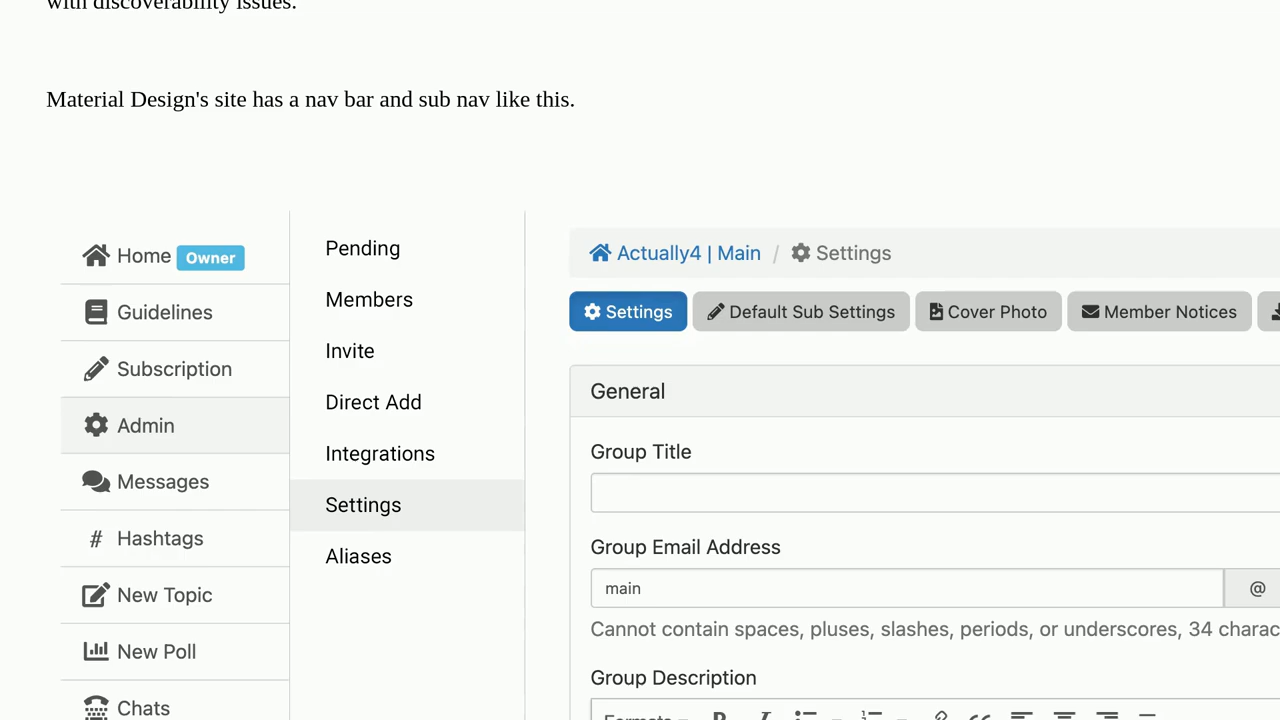 with discoverability issues.
Material Design's site has a nav bar and sub nav like this.
Home Owner
Guidelines
Subscription
Admin
Messages
# Hashtags
New Topic
New Poll
Chats
Pending
Members
Invite
Direct Add
Integrations
Settings
Aliases
Actually4 | Main / Settings
Settings Default Sub Settings Cover Photo Member Notices
General
Group Title
Group Email Address
main @
Cannot contain spaces, pluses, slashes, periods, or underscores, 34 charac
Group Description
Formats B I